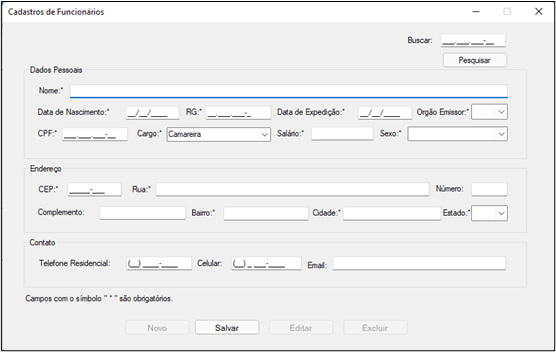 Cadastros de Funcionários
Buscar: ___.___.___-__
Pesquisar
Dados Pessoais
Nome:*
Data de Nascimento:* __/__/____ RG:* __.___.___-_ Data de Expedição:* __/__/____ Orgão Emissor:*
CPF:* ___.___.___-__ Cargo:* Camareira Salário:* Sexo:*
Endereço
CEP:* _____-___ Rua:* Número:
Complemento: Bairro:* Cidade:* Estado:*
Contato
Telefone Residencial: (__) ____-____ Celular: (__) _ ___-____ Email:
Campos com o símbolo " * " são obrigatórios.
Novo Salvar Editar Excluir